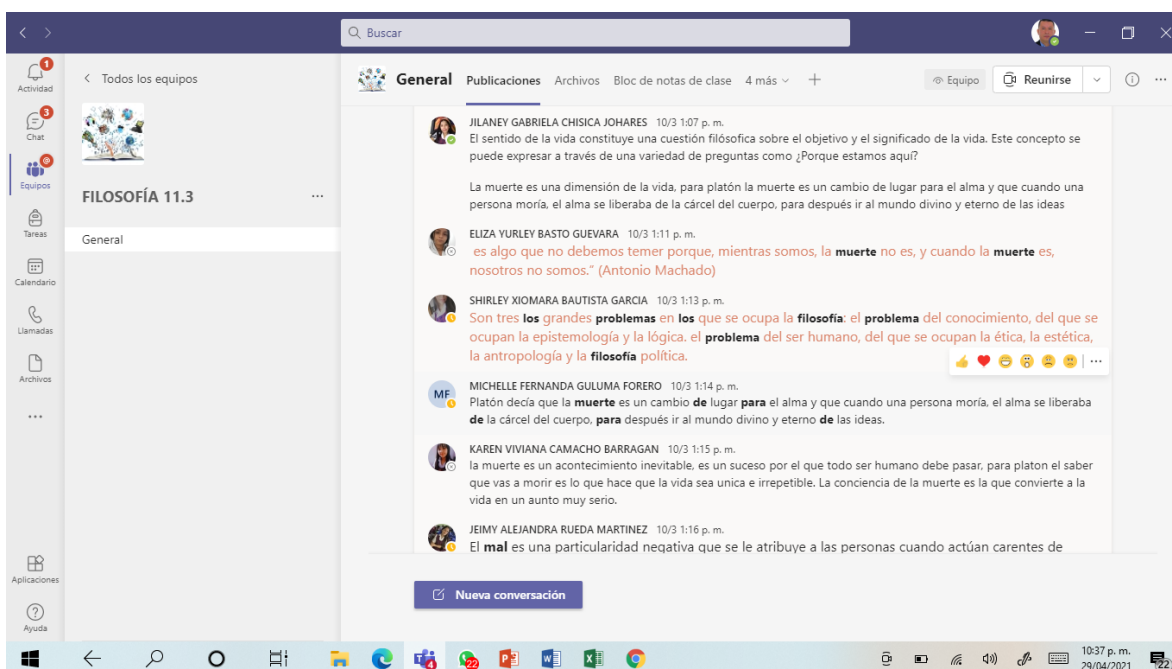 Buscar
1
Actividad
3
Chat
Equipos
Tareas
Calendario
Llamadas
Archivos
Aplicaciones
Ayuda
Todos los equipos
FILOSOFÍA 11.3
General
General Publicaciones Archivos Bloc de notas de clase 4 más
Equipo
Reunirse
JILANEY GABRIELA CHISICA JOHARES 10/3 1:07 p. m.
El sentido de la vida constituye una cuestión filósofica sobre el objetivo y el significado de la vida. Este concepto se
puede expresar a través de una variedad de preguntas como ¿Porque estamos aquí?
La muerte es una dimensión de la vida, para platón la muerte es un cambio de lugar para el alma y que cuando una
persona moría, el alma se liberaba de la cárcel del cuerpo, para después ir al mundo divino y eterno de las ideas
ELIZA YURLEY BASTO GUEVARA 10/3 1:11 p. m.
es algo que no debemos temer porque, mientras somos, la muerte no es, y cuando la muerte es,
nosotros no somos." (Antonio Machado)
SHIRLEY XIOMARA BAUTISTA GARCIA 10/3 1:13 p. m.
Son tres los grandes problemas en los que se ocupa la filosofía: el problema del conocimiento, del que se
ocupan la epistemología y la lógica. el problema del ser humano, del que se ocupan la ética, la estética,
la antropología y la filosofía política.
MF
MICHELLE FERNANDA GULUMA FORERO 10/3 1:14 p. m.
Platón decía que la muerte es un cambio de lugar para el alma y que cuando una persona moría, el alma se liberaba
de la cárcel del cuerpo, para después ir al mundo divino y eterno de las ideas.
KAREN VIVIANA CAMACHO BARRAGAN 10/3 1:15 p. m.
la muerte es un acontecimiento inevitable, es un suceso por el que todo ser humano debe pasar, para platon el saber
que vas a morir es lo que hace que la vida sea unica e irrepetible. La conciencia de la muerte es la que convierte a la
vida en un aunto muy serio.
JEIMY ALEJANDRA RUEDA MARTINEZ 10/3 1:16 p. m.
El mal es una particularidad negativa que se le atribuye a las personas cuando actúan carentes de
Nueva conversación
4
22
10:37 p. m.
29/04/2021